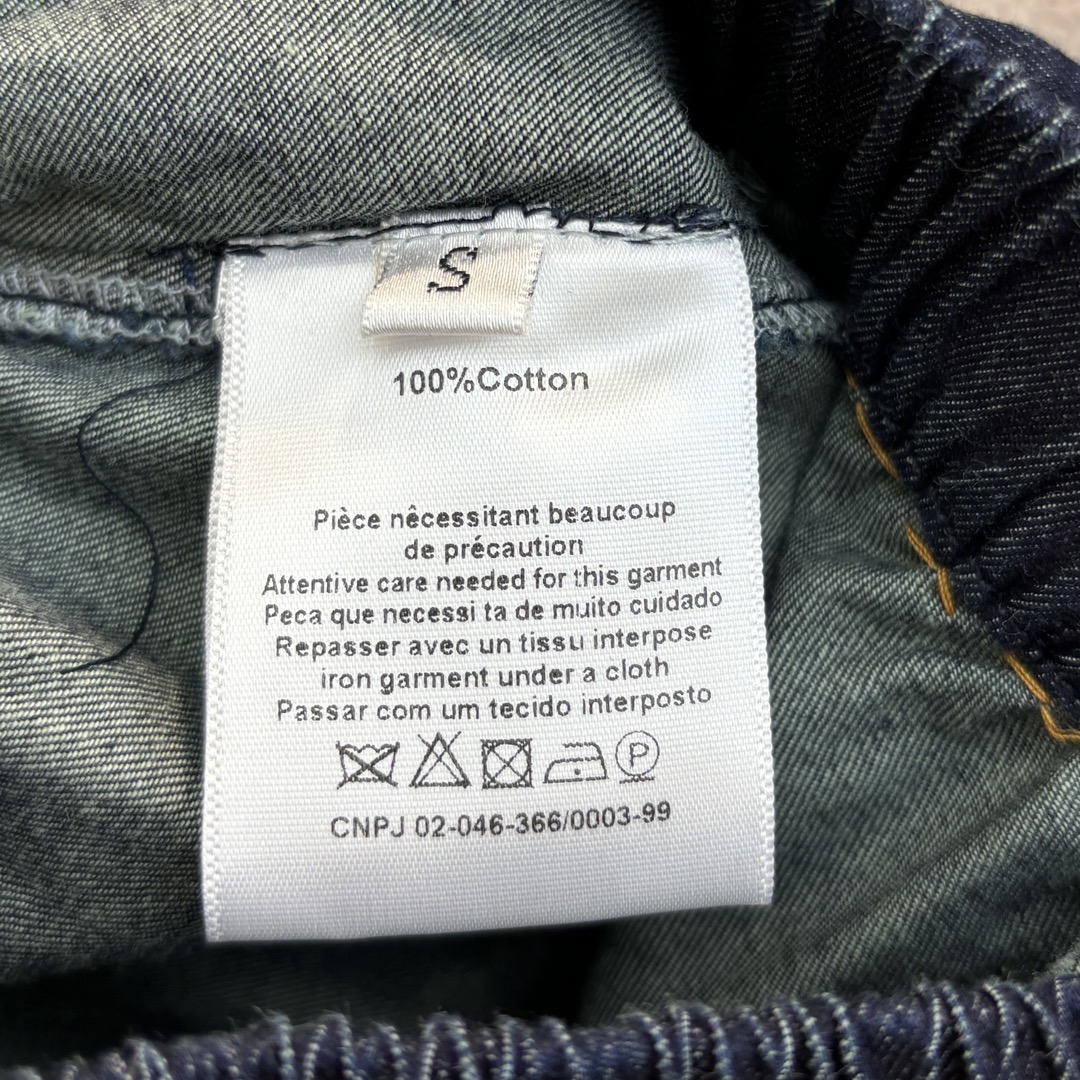 S
100%Cotton
Pièce nêcessitant beaucoup
de précaution
Attentive care needed for this garment
Peca que necessi ta de muito cuidado
Repasser avec un tissu interpose
iron garment under a cloth
Passar com um tecido interposto
P
CNPJ 02-046-366/0003-99